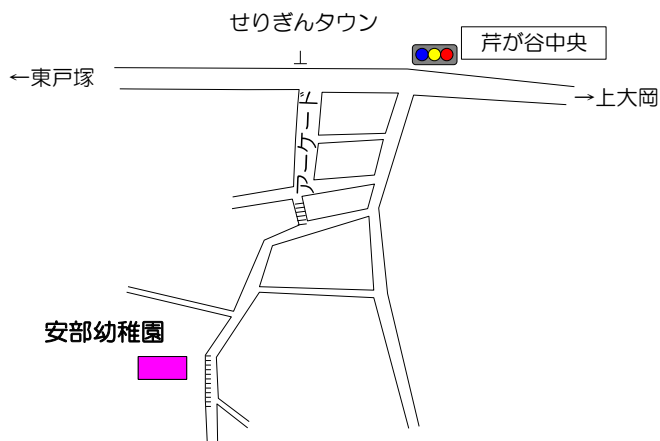 せりぎんタウン
芹が谷中央
←東戸塚
→上大岡
アーケード
安部幼稚園